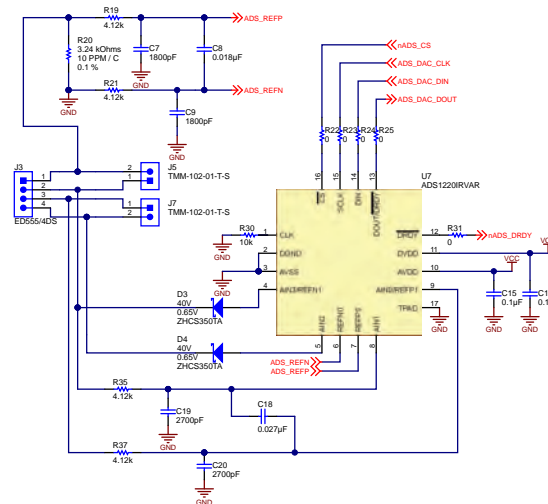 R19
4.12k
ADS_REFP
R20
3.24 kOhms
10 PPM / C
0.1 %
C7
1800pF
C8
0.018µF
GND
R21
4.12k
ADS_REFN
GND
C9
1800pF
GND
nADS_CS
ADS_DAC_CLK
ADS_DAC_DIN
ADS_DAC_DOUT
R22
0
R23
0
R24
0
R25
0
16
15
14
13
U7
ADS1220IRVAR
J3
1
2
3
4
ED555/4DS
2
1
J5
TMM-102-01-T-S
2
1
J7
TMM-102-01-T-S
CS
SCLK
DIN
DOUT/DRDY
R30
10k
GND
1
CLK
2
DGND
3
AVSS
4
AIN3/REFN1
DRDY
12
R31
0
nADS_DRDY
DVDD
11
AVDD
10
VCC
AIN0/REFP1
9
TPAD
17
GND
C15
0.1µF
GND
GND
GND
D3
40V
0.65V
ZHCS350TA
D4
40V
0.65V
ZHCS350TA
AIN2
REFN0
REFP0
AIN1
5
6
7
8
ADS_REFN
ADS_REFP
R35
4.12k
C19
2700pF
GND
C18
0.027µF
R37
4.12k
C20
2700pF
GND